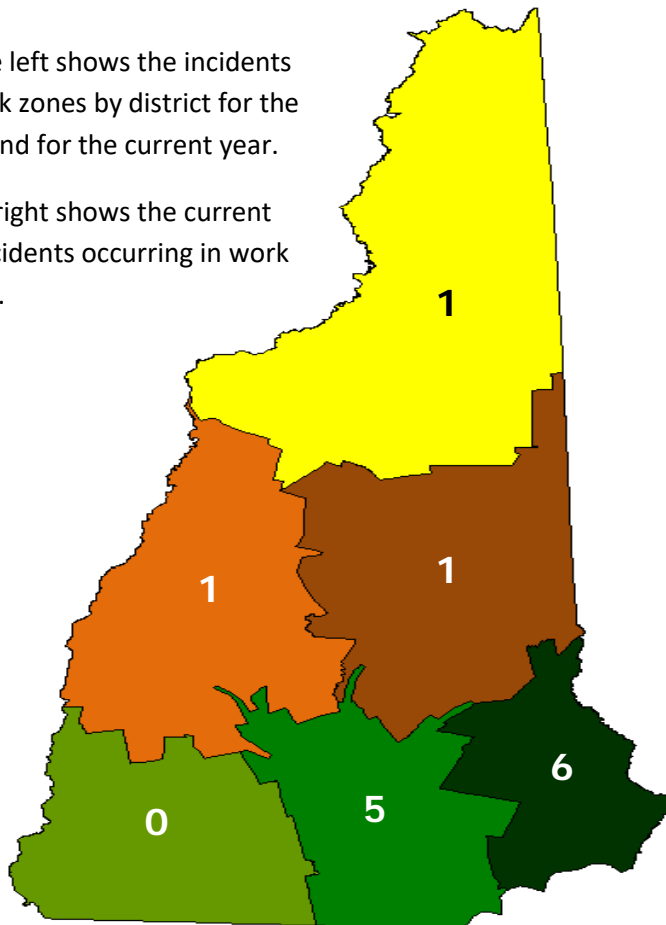 e left shows the incidents
k zones by district for the
nd for the current year.
right shows the current
cidents occurring in work
.
1
1
1
6
5
0